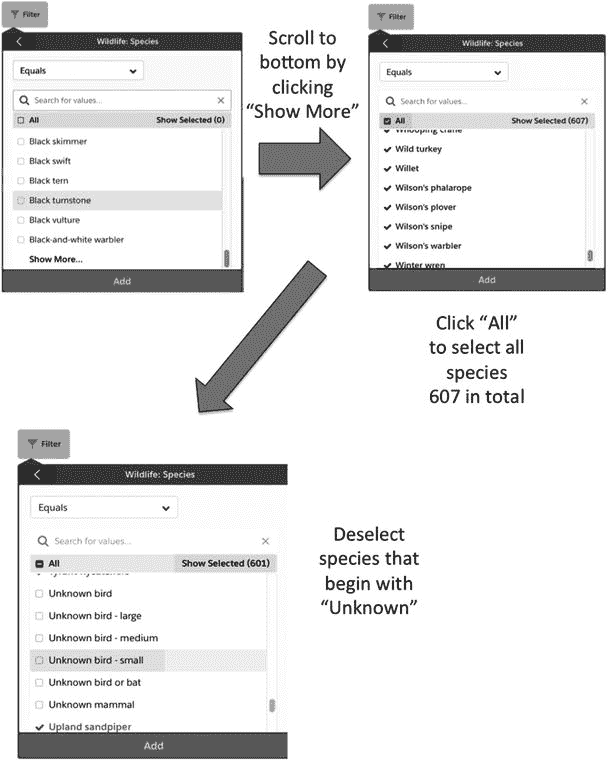 Filter
Wildlife: Species
Equals
Search for values...
All Show Selected (0)
Black skimmer
Black swift
Black tern
Black turnstone
Black vulture
Black-and-white warbler
Show More...
Add
Scroll to
bottom by
clicking
“Show More”
Filter
Wildlife: Species
Equals
Search for values...
All Show Selected (607)
Whooping crane
Wild turkey
Willet
Wilson's phalarope
Wilson's plover
Wilson's snipe
Wilson's warbler
Winter wren
Add
Click “All”
to select all
species
607 in total
Filter
Wildlife: Species
Equals
Search for values...
All Show Selected (601)
Unknown bird
Unknown bird - large
Unknown bird - medium
Unknown bird - small
Unknown bird or bat
Unknown mammal
Upland sandpiper
Add
Deselect
species that
begin with
“Unknown”